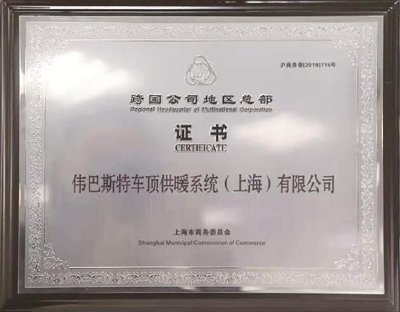 沪商务委[2019]715号
跨国公司地区总部
Regional Headquarter of Multinational Corporation
证书
CERTIFICATE
伟巴斯特车顶供暖系统（上海）有限公司
上海市商务委员会
Shanghai Municipal Commission of Commerce